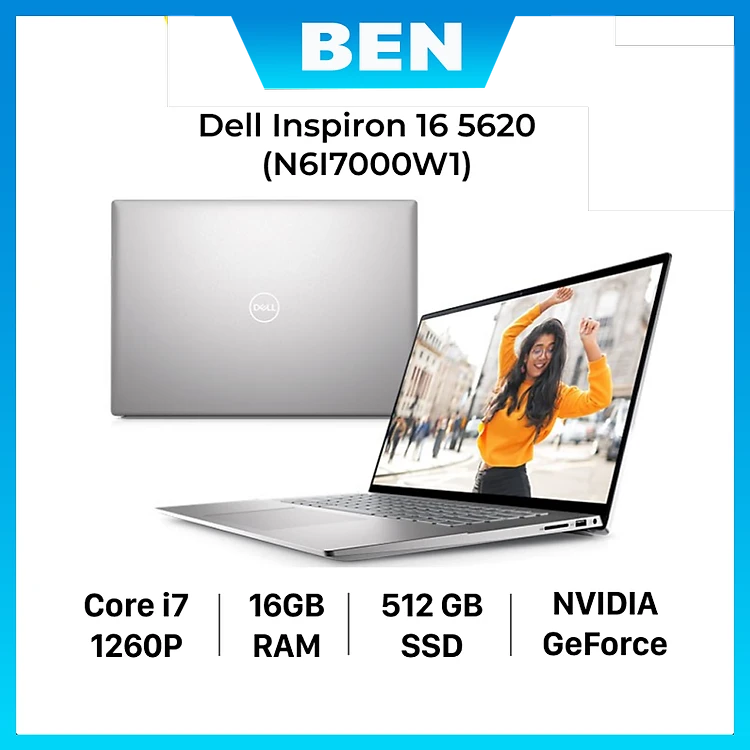 BEN
Dell Inspiron 16 5620
(N6I7000W1)
DELL
Core i7
1260P
16GB
RAM
512 GB
SSD
NVIDIA
GeForce